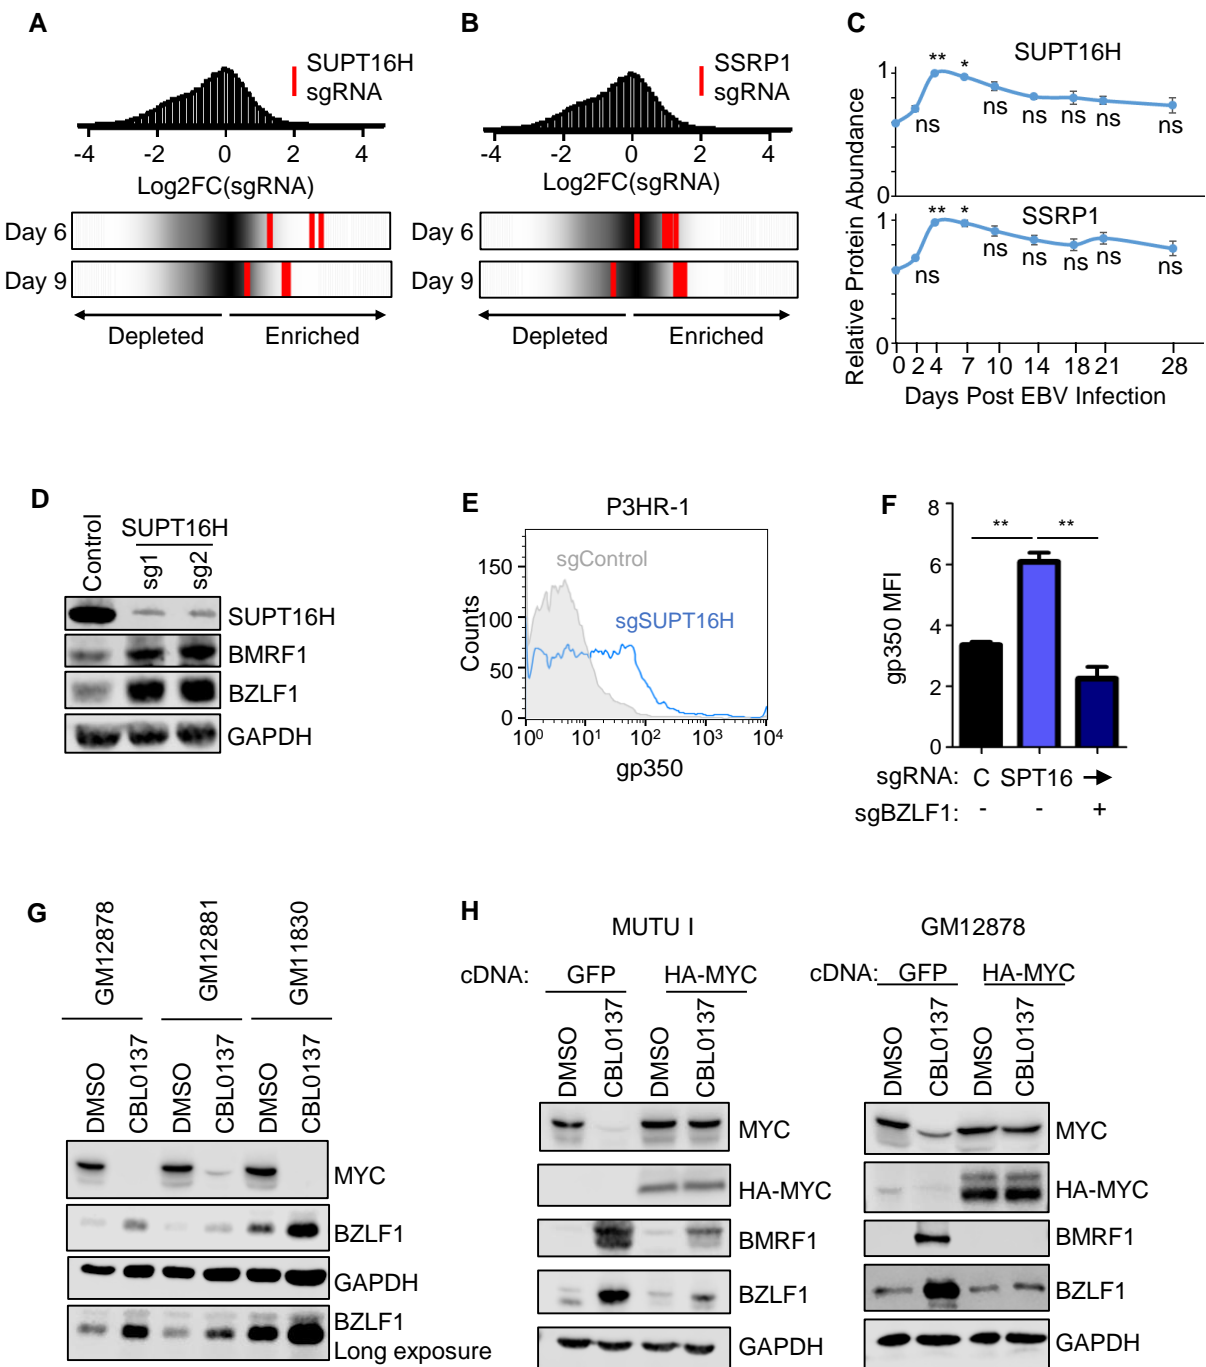 A
SUPT16H
sgRNA
-4 -2 0 2 4
Log2FC(sgRNA)
Day 6
Day 9
Depleted Enriched
B
SSRP1
sgRNA
-4 -2 0 2 4
Log2FC(sgRNA)
Day 6
Day 9
Depleted Enriched
C
SUPT16H
Relative Protein Abundance
1
** *
ns ns ns ns ns ns
0
SSRP1
1
** *
ns ns ns ns ns ns
0
0 2 4 7 10 14 18 21 28
Days Post EBV Infection
D
Control
SUPT16H
sg1 sg2
SUPT16H
BMRF1
BZLF1
GAPDH
E
P3HR-1
sgControl
sgSUPT16H
Counts
150
100
50
0
10⁰ 10¹ 10² 10³ 10⁴
gp350
F
gp350 MFI
8
6
4
2
0
** **
sgRNA: C SPT16 →
sgBZLF1: - - +
G
GM12878 GM12881 GM11830
DMSO CBL0137 DMSO CBL0137 DMSO CBL0137
MYC
BZLF1
GAPDH
BZLF1
Long exposure
H
MUTU I
cDNA: GFP HA-MYC
DMSO CBL0137 DMSO CBL0137
MYC
HA-MYC
BMRF1
BZLF1
GAPDH
GM12878
cDNA: GFP HA-MYC
DMSO CBL0137 DMSO CBL0137
MYC
HA-MYC
BMRF1
BZLF1
GAPDH